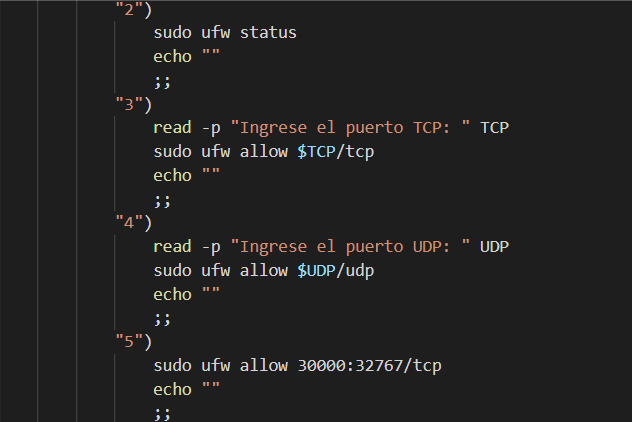 "2")
sudo ufw status
echo ""
;;
"3")
read -p "Ingrese el puerto TCP: " TCP
sudo ufw allow $TCP/tcp
echo ""
;;
"4")
read -p "Ingrese el puerto UDP: " UDP
sudo ufw allow $UDP/udp
echo ""
;;
"5")
sudo ufw allow 30000:32767/tcp
echo ""
;;